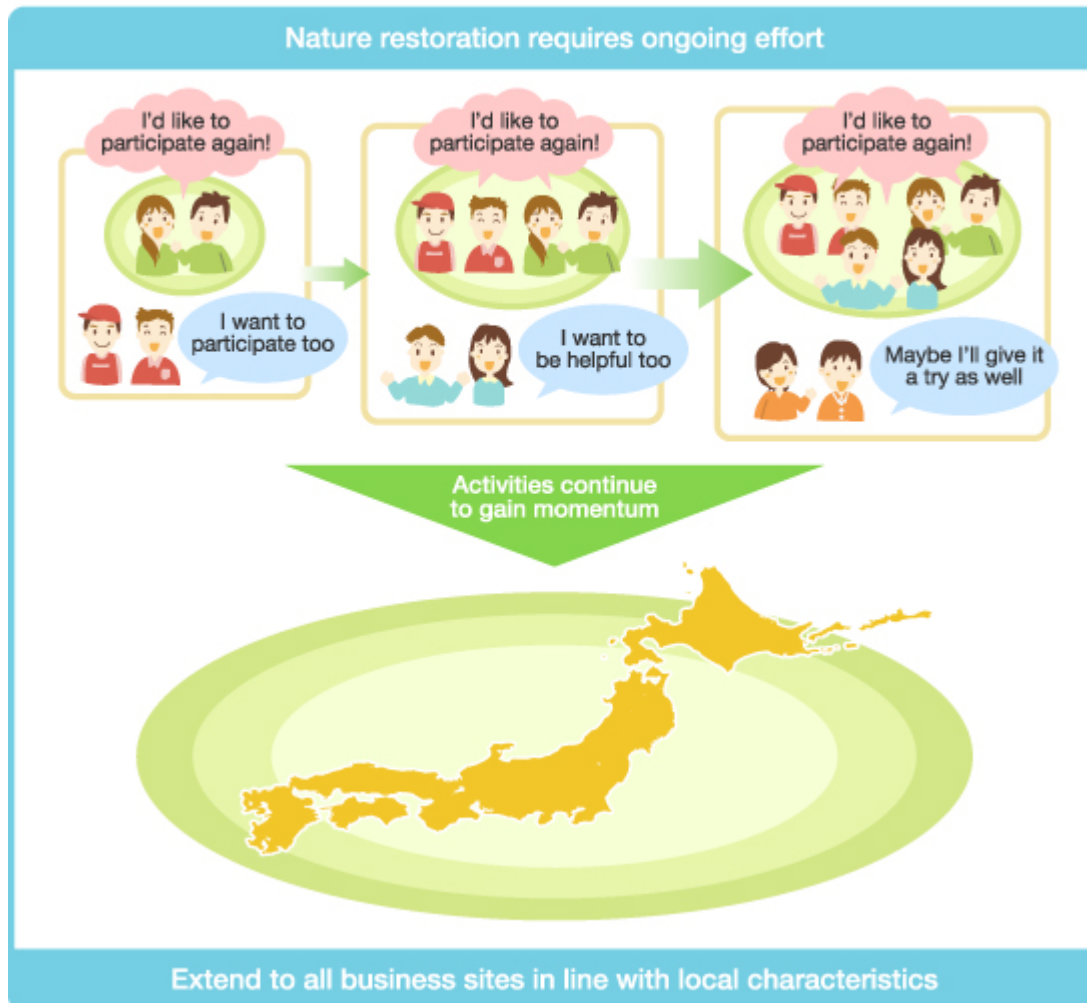 Nature restoration requires ongoing effort
I'd like to
participate again!
I want to
participate too
I'd like to
participate again!
I want to
be helpful too
I'd like to
participate again!
Maybe I'll give it
a try as well
Activities continue
to gain momentum
Extend to all business sites in line with local characteristics